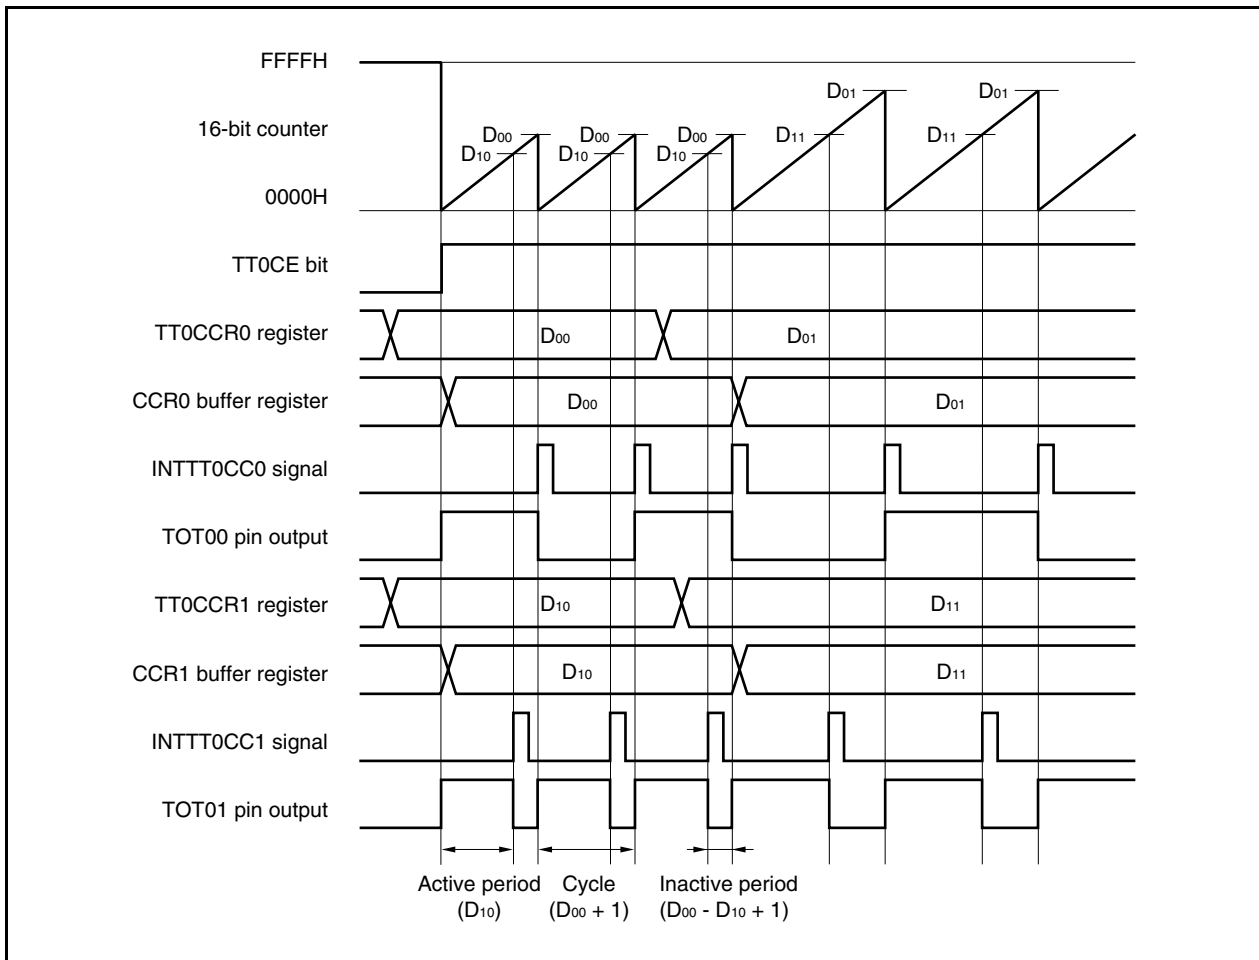 FFFFH
D01 D01
16-bit counter D00 D00 D00 D11 D11
D10 D10 D10
0000H
TT0CE bit
TT0CCR0 register D00 D01
CCR0 buffer register D00 D01
INTTT0CC0 signal
TOT00 pin output
TT0CCR1 register D10 D11
CCR1 buffer register D10 D11
INTTT0CC1 signal
TOT01 pin output
Active period Cycle Inactive period
(D10) (D00 + 1) (D00 - D10 + 1)